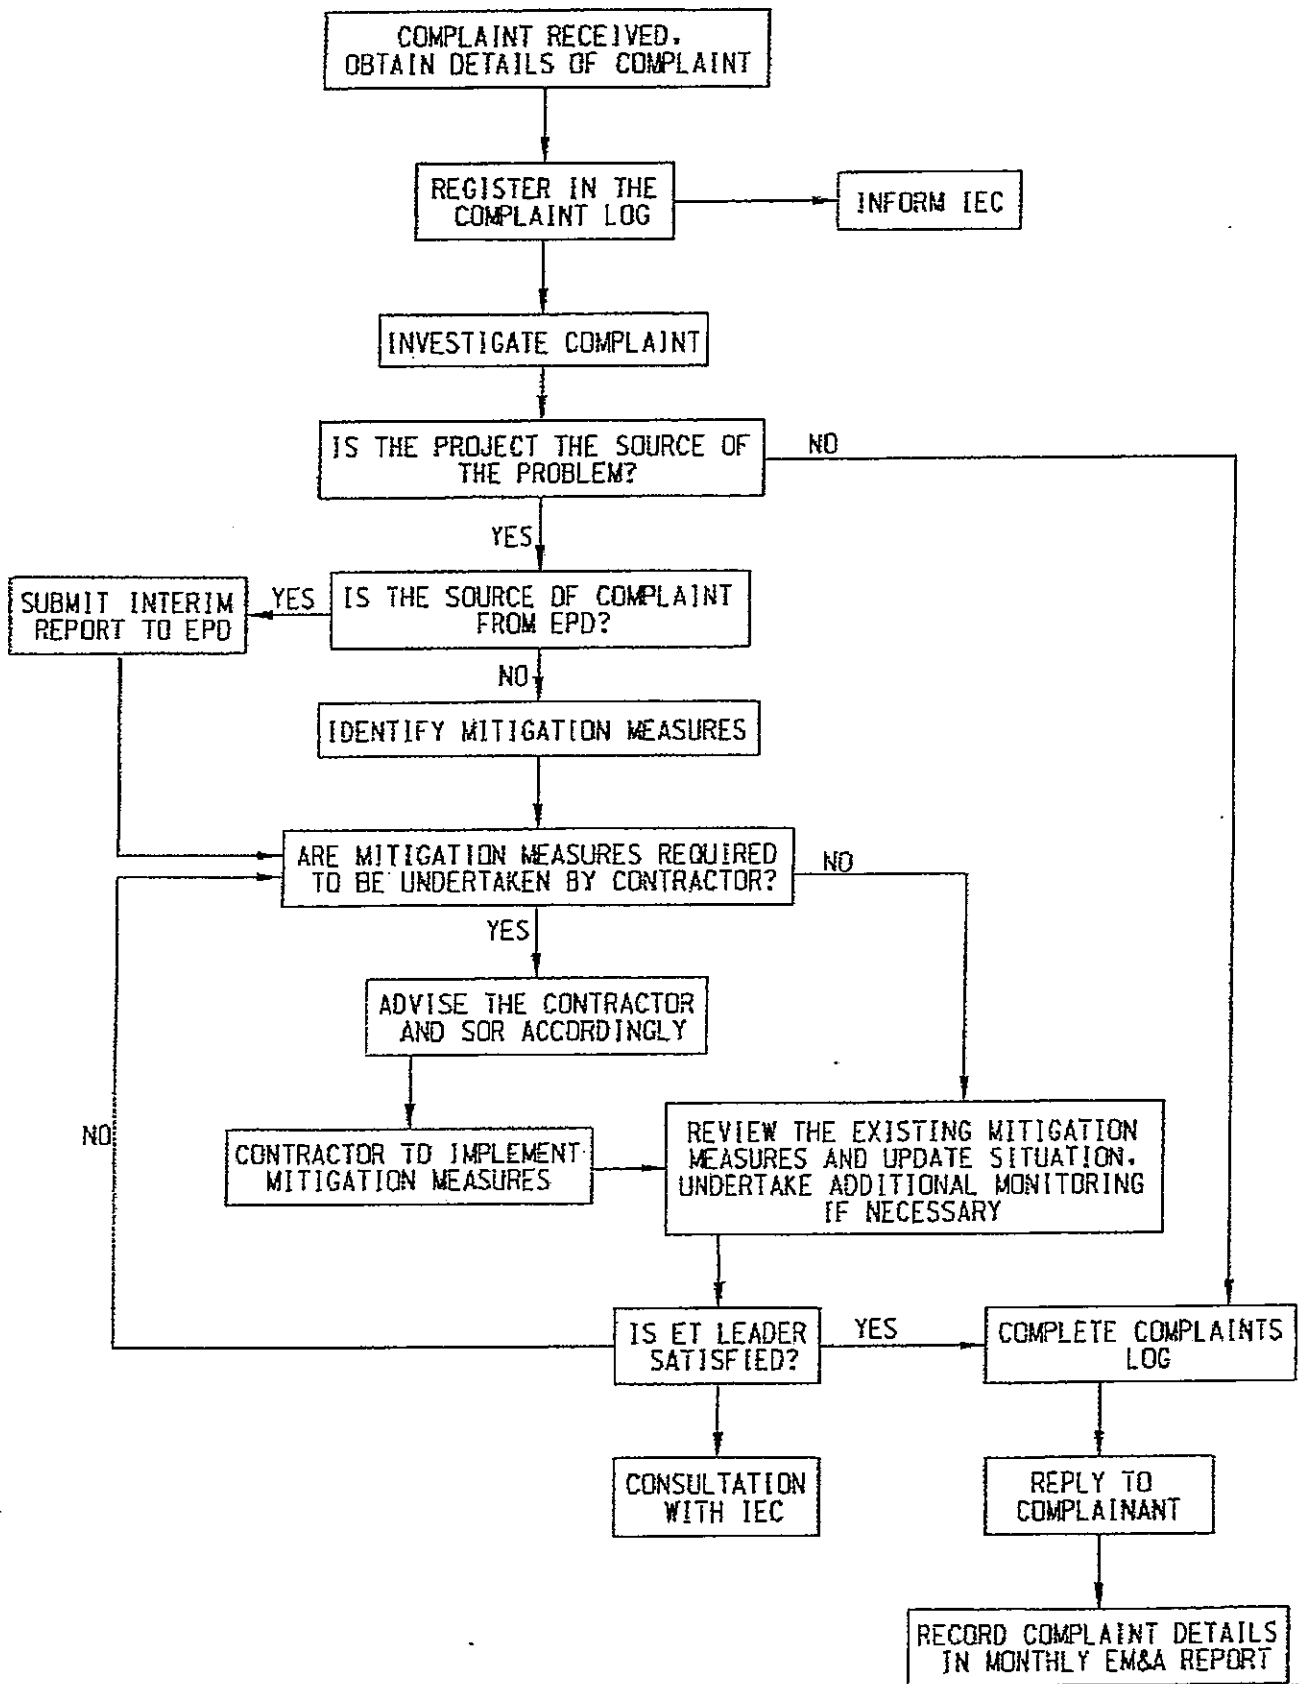 COMPLAINT RECEIVED.
OBTAIN DETAILS OF COMPLAINT
REGISTER IN THE
COMPLAINT LOG
INFORM IEC
INVESTIGATE COMPLAINT
IS THE PROJECT THE SOURCE OF
THE PROBLEM?
NO
YES
SUBMIT INTERIM
REPORT TO EPD
YES
IS THE SOURCE OF COMPLAINT
FROM EPD?
NO
IDENTIFY MITIGATION MEASURES
ARE MITIGATION MEASURES REQUIRED
TO BE UNDERTAKEN BY CONTRACTOR?
NO
YES
ADVISE THE CONTRACTOR
AND SOR ACCORDINGLY
NO
CONTRACTOR TO IMPLEMENT
MITIGATION MEASURES
REVIEW THE EXISTING MITIGATION
MEASURES AND UPDATE SITUATION.
UNDERTAKE ADDITIONAL MONITORING
IF NECESSARY
IS ET LEADER
SATISFIED?
YES
COMPLETE COMPLAINTS
LOG
CONSULTATION
WITH IEC
REPLY TO
COMPLAINANT
RECORD COMPLAINT DETAILS
IN MONTHLY EM&A REPORT